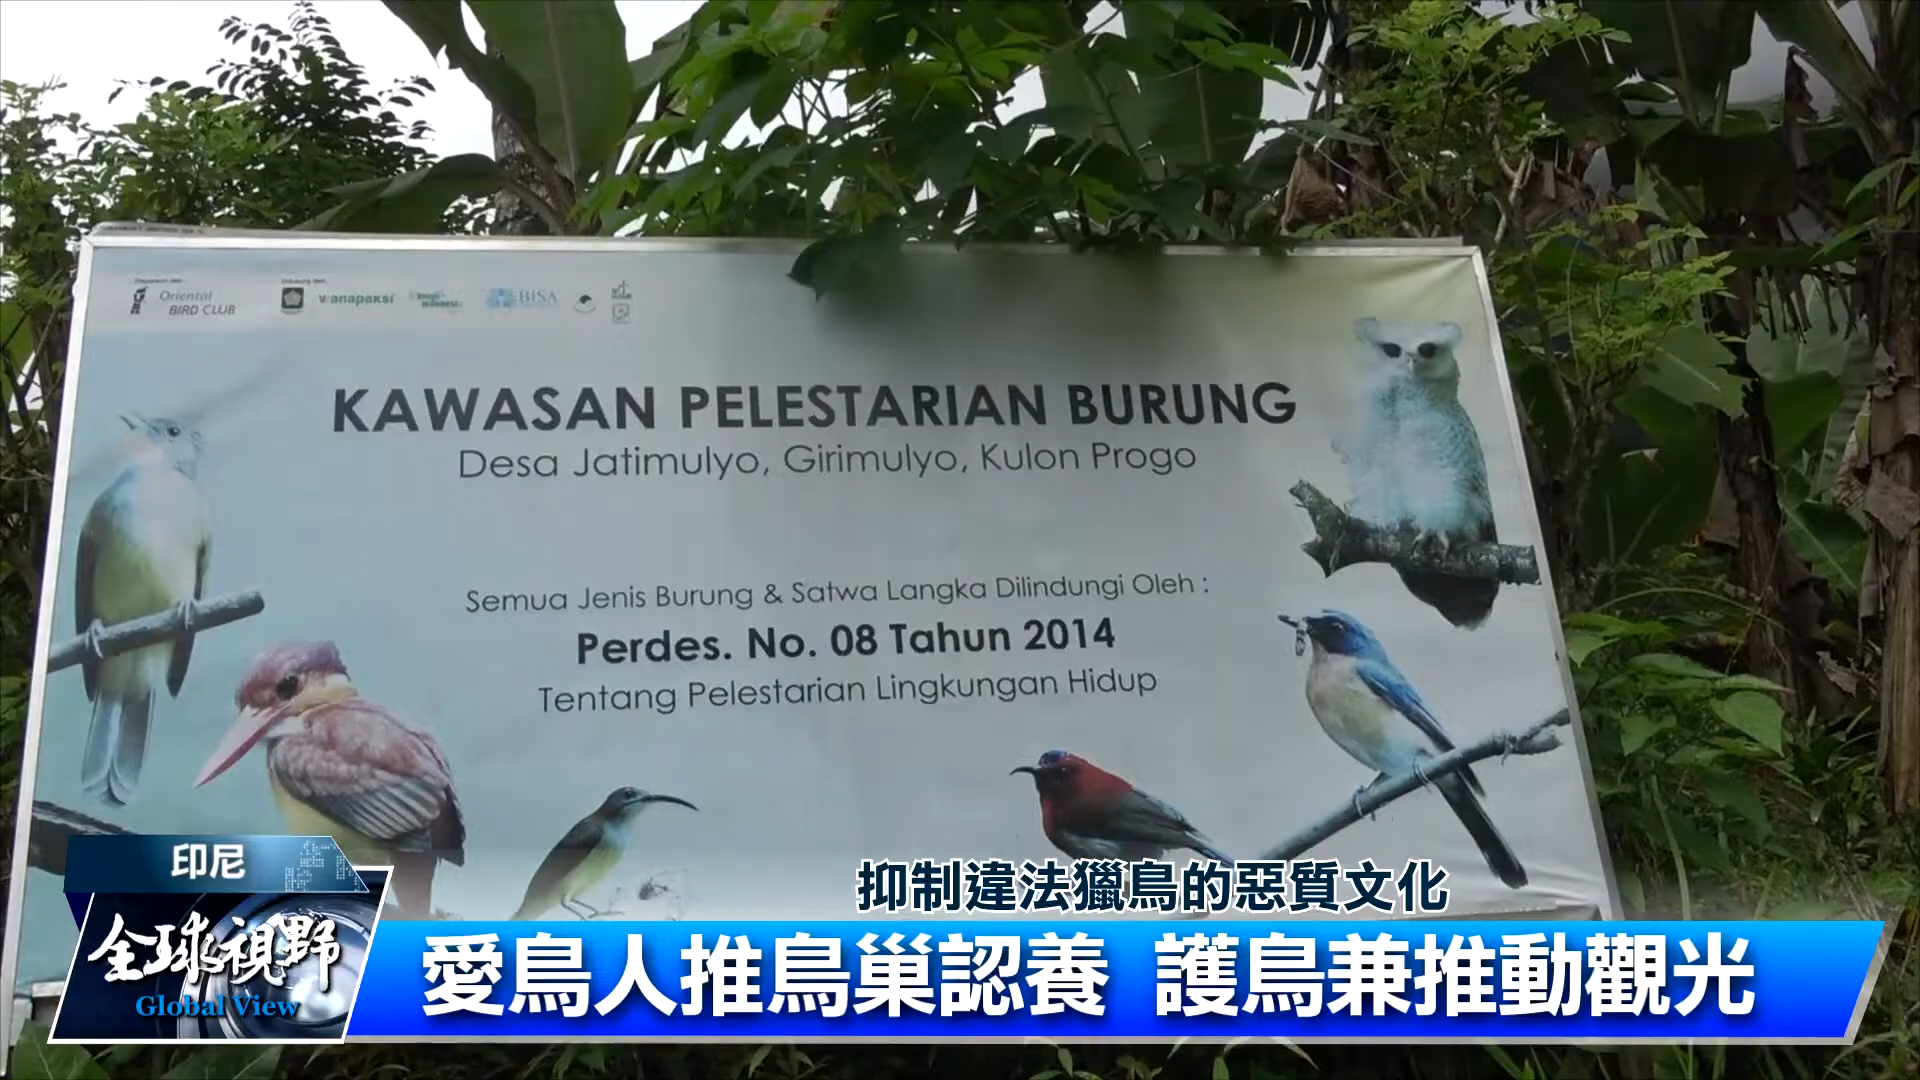 Oriental
BIRD CLUB
wanapaksi
BISA
KAWASAN PELESTARIAN BURUNG
Desa Jatimulyo, Girimulyo, Kulon Progo
Semua Jenis Burung & Satwa Langka Dilindungi Oleh :
Perdes. No. 08 Tahun 2014
Tentang Pelestarian Lingkungan Hidup
印尼
抑制違法獵鳥的惡質文化
全球視野
Global View
愛鳥人推鳥巢認養 護鳥兼推動觀光